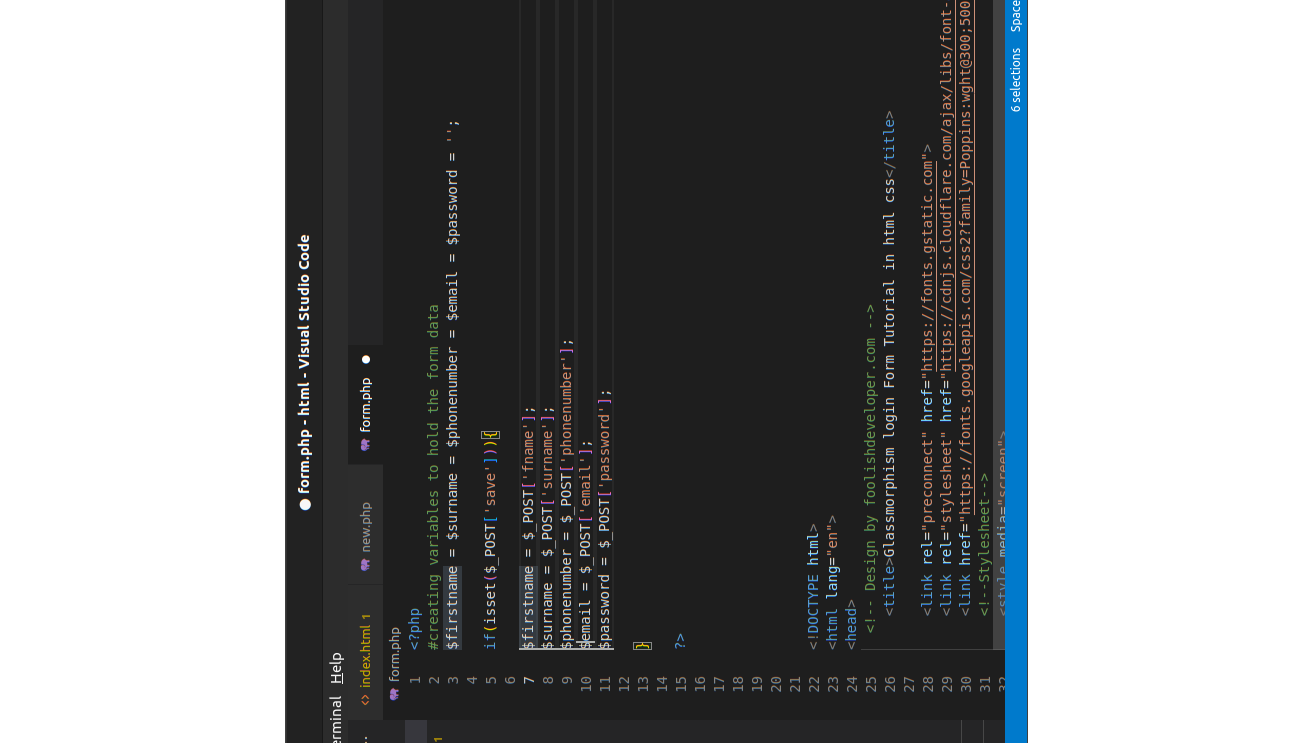 form.php - html - Visual Studio Code
erminal Help
index.html 1 new.php form.php
form.php
1 <?php
2 #creating variables to hold the form data
3 $firstname = $surname = $phonenumber = $email = $password = '';
4
5 if(isset($_POST['save'])){
6
7 $firstname = $_POST['fname'];
8 $surname = $_POST['surname'];
9 $phonenumber = $_POST['phonenumber'];
10 $email = $_POST['email'];
11 $password = $_POST['password'];
12
13 }
14
15 ?>
16
17
18
19
20
21
22 <!DOCTYPE html>
23 <html lang="en">
24 <head>
25 <!-- Design by foolishdeveloper.com -->
26 <title>Glassmorphism login Form Tutorial in html css</title>
27
28 <link rel="preconnect" href="https://fonts.gstatic.com">
29 <link rel="stylesheet" href="https://cdnjs.cloudflare.com/ajax/libs/font-
30 <link href="https://fonts.googleapis.com/css2?family=Poppins:wght@300;500
31 <!--Stylesheet-->
32 <style media="screen">
1
6 selections Space